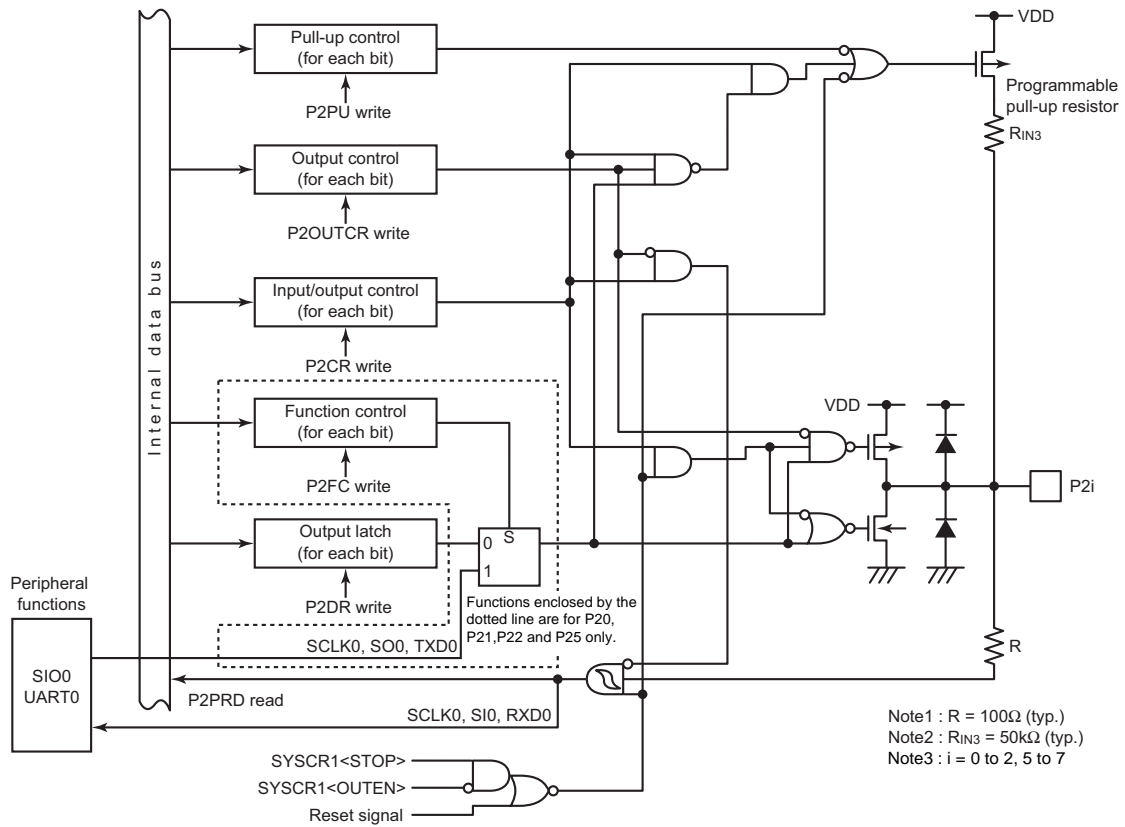 VDD
Pull-up control
(for each bit)
P2PU write
Programmable
pull-up resistor
RIN3
Output control
(for each bit)
P2OUTCR write
Internal data bus
Input/output control
(for each bit)
P2CR write
Function control
(for each bit)
P2FC write
VDD
P2i
Output latch
(for each bit)
P2DR write
0
S
1
Functions enclosed by the
dotted line are for P20,
P21,P22 and P25 only.
Peripheral
functions
SIO0
UART0
SCLK0, SO0, TXD0
R
P2PRD read
SCLK0, SI0, RXD0
Note1 : R = 100Ω (typ.)
Note2 : RIN3 = 50kΩ (typ.)
Note3 : i = 0 to 2, 5 to 7
SYSCR1<STOP>
SYSCR1<OUTEN>
Reset signal